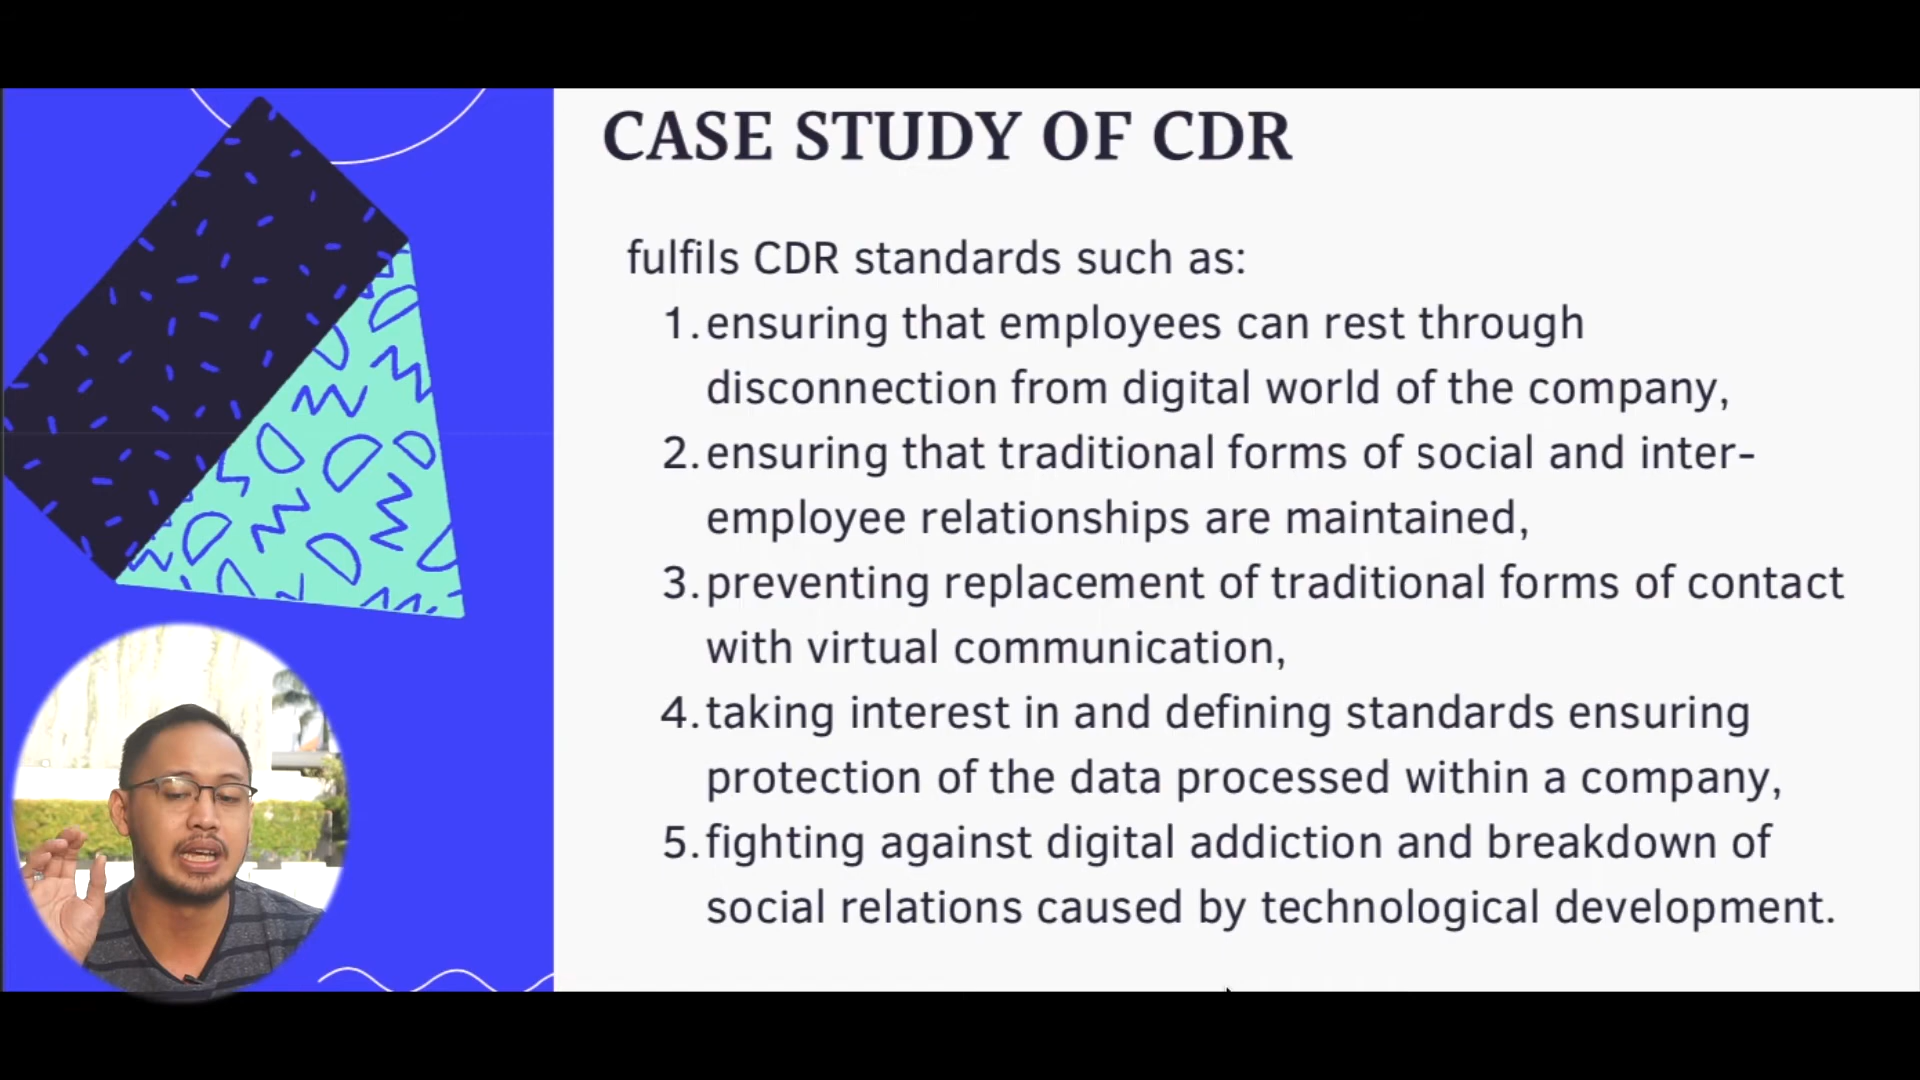 CASE STUDY OF CDR
fulfils CDR standards such as:
1. ensuring that employees can rest through
disconnection from digital world of the company,
2. ensuring that traditional forms of social and inter-
employee relationships are maintained,
3. preventing replacement of traditional forms of contact
with virtual communication,
4. taking interest in and defining standards ensuring
protection of the data processed within a company,
5. fighting against digital addiction and breakdown of
social relations caused by technological development.